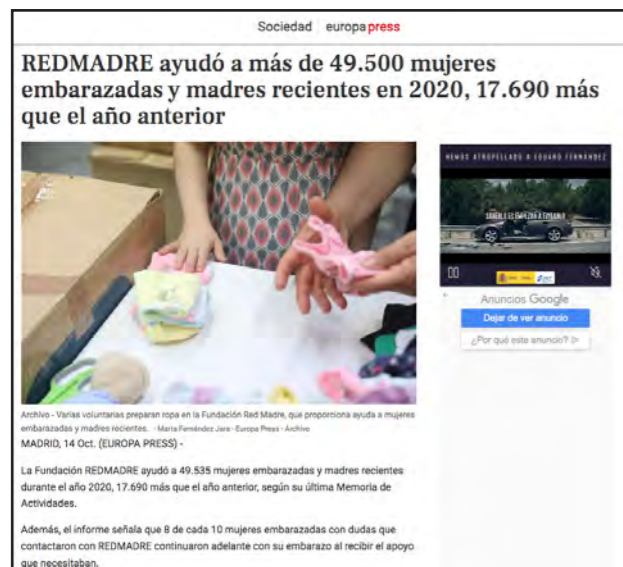 Sociedad europapress
REDMADRE ayudó a más de 49.500 mujeres
embarazadas y madres recientes en 2020, 17.690 más
que el año anterior
HEMOS ATROPELLADO A EDUARD FERNÁNDEZ
Anuncios Google
Dejar de ver anuncio
¿Por qué este anuncio?
Archivo - Varias voluntarias preparan ropa en la Fundación Red Madre, que proporciona ayuda a mujeres
embarazadas y madres recientes. - Marta Fernández Jara - Europa Press - Archivo
MADRID, 14 Oct. (EUROPA PRESS) -
La Fundación REDMADRE ayudó a 49.535 mujeres embarazadas y madres recientes
durante el año 2020, 17.690 más que el año anterior, según su última Memoria de
Actividades.
Además, el informe señala que 8 de cada 10 mujeres embarazadas con dudas que
contactaron con REDMADRE continuaron adelante con su embarazo al recibir el apoyo
que necesitaban.